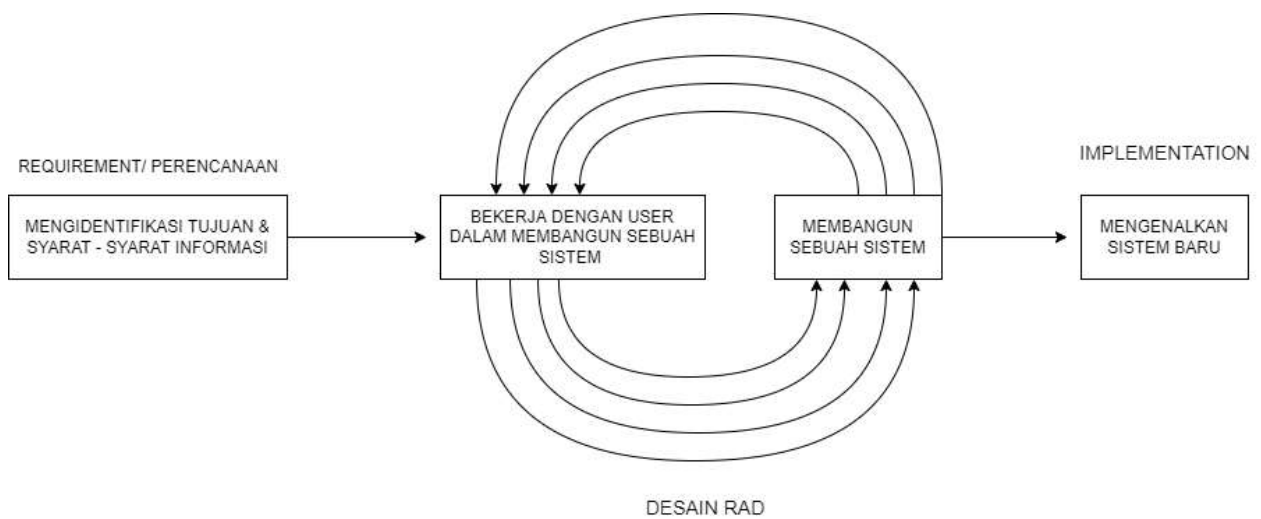 REQUIREMENT/ PERENCANAAN
MENGIDENTIFIKASI TUJUAN &
SYARAT - SYARAT INFORMASI
BEKERJA DENGAN USER
DALAM MEMBANGUN SEBUAH
SISTEM
MEMBANGUN
SEBUAH SISTEM
IMPLEMENTATION
MENGENALKAN
SISTEM BARU
DESAIN RAD